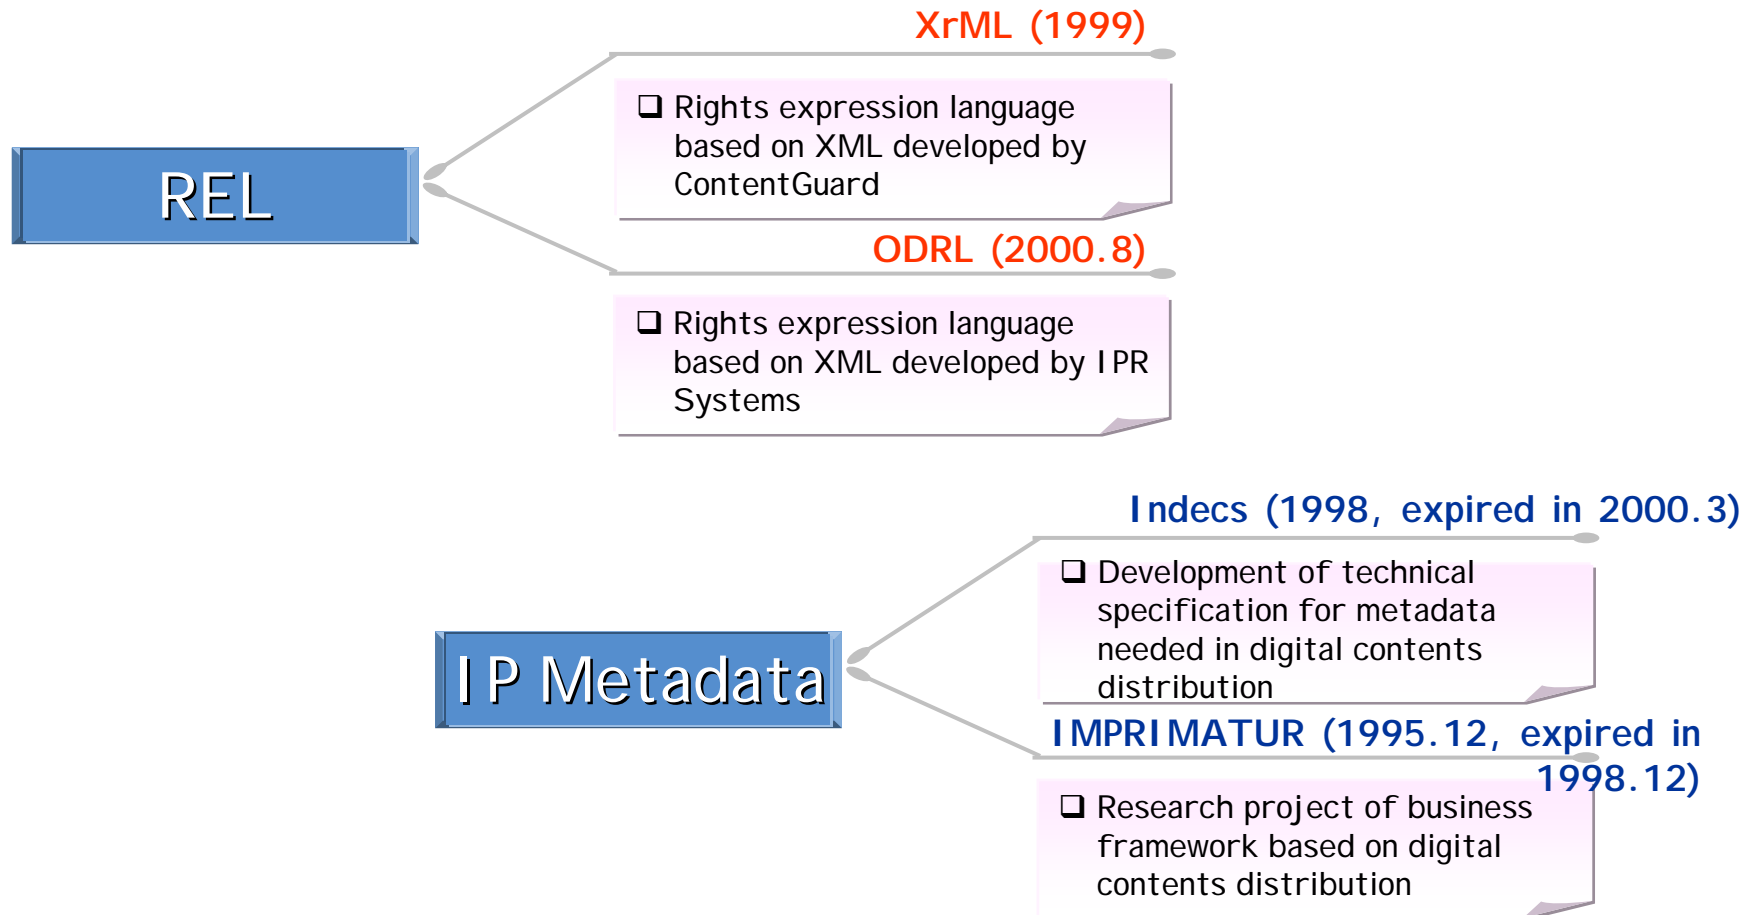 XrML (1999)
❑ Rights expression language
based on XML developed by
ContentGuard
REL
ODRL (2000.8)
❑ Rights expression language
based on XML developed by IPR
Systems
Indecs (1998, expired in 2000.3)
❑ Development of technical
specification for metadata
needed in digital contents
distribution
IP Metadata
IMPRIMATUR (1995.12, expired in
1998.12)
❑ Research project of business
framework based on digital
contents distribution